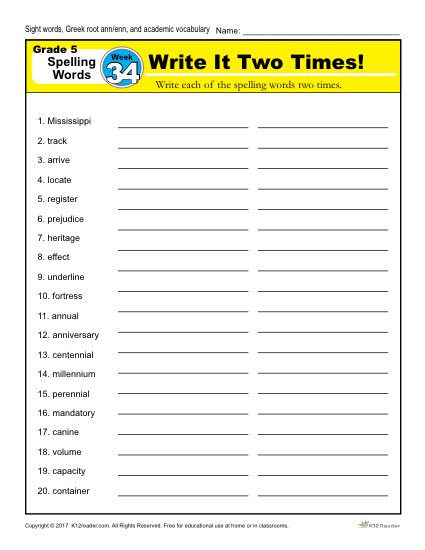 Sight words, Greek root ann/enn, and academic vocabulary Name:
Grade 5
Spelling
Words
Week
34
Write It Two Times!
Write each of the spelling words two times.
1. Mississippi
2. track
3. arrive
4. locate
5. register
6. prejudice
7. heritage
8. effect
9. underline
10. fortress
11. annual
12. anniversary
13. centennial
14. millennium
15. perennial
16. mandatory
17. canine
18. volume
19. capacity
20. container
Copyright © 2017 K12reader.com. All Rights Reserved. Free for educational use at home or in classrooms.
K12 Reader